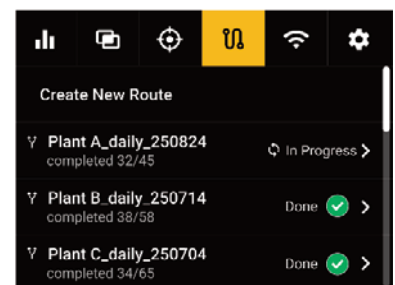 Create New Route
Plant A_daily_250824
completed 32/45
In Progress
Plant B_daily_250714
completed 38/58
Done
Plant C_daily_250704
completed 34/65
Done